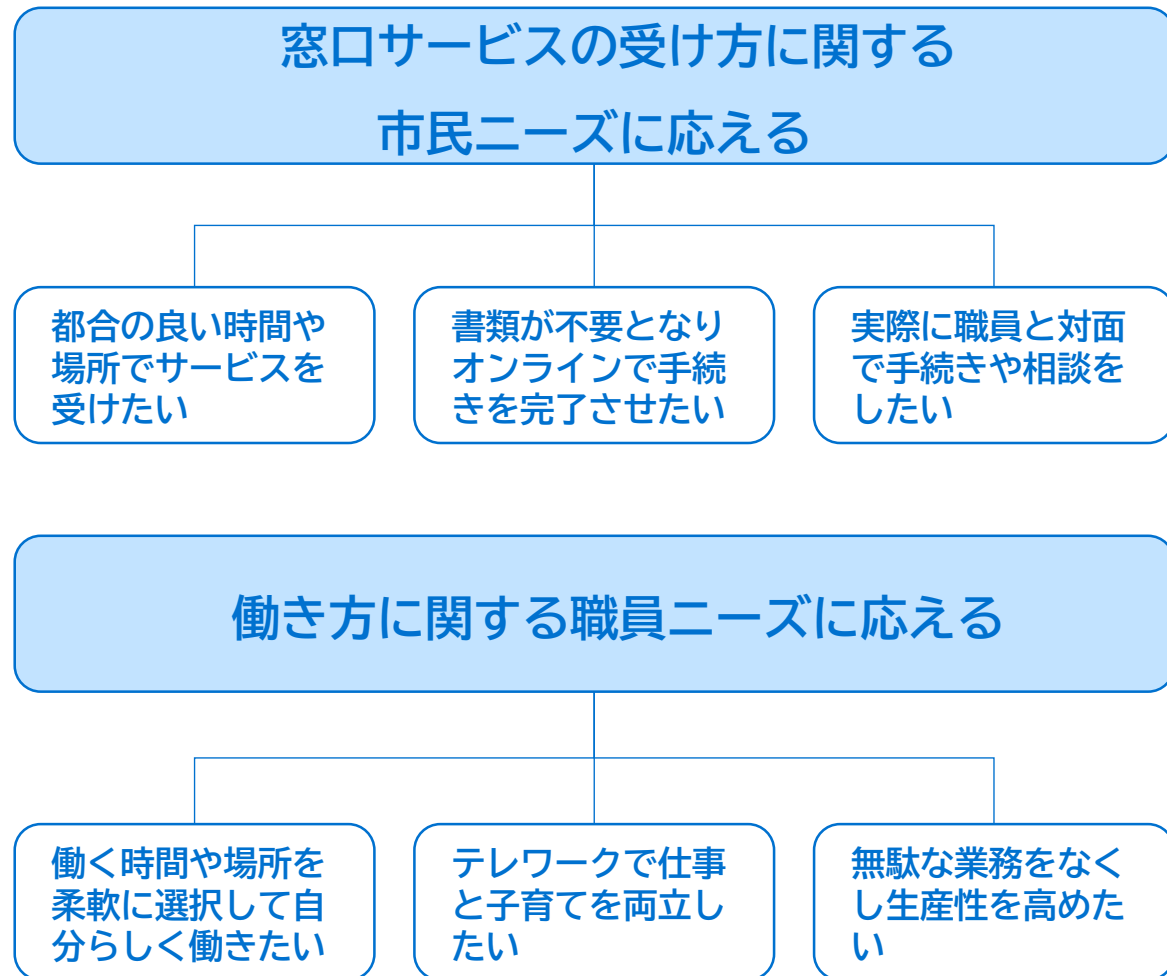 窓口サービスの受け方に関する
市民ニーズに応える
都合の良い時間や
場所でサービスを
受けたい
書類が不要となり
オンラインで手続
きを完了させたい
実際に職員と対面
で手続きや相談を
したい
働き方に関する職員ニーズに応える
働く時間や場所を
柔軟に選択して自
分らしく働きたい
テレワークで仕事
と子育てを両立し
たい
無駄な業務をなく
し生産性を高めた
い